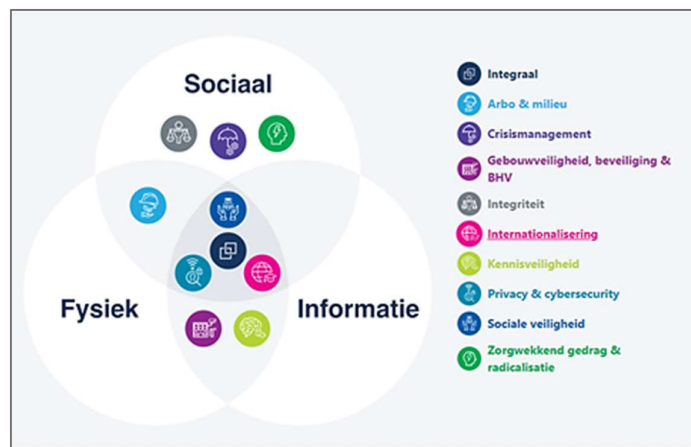 Sociaal
Fysiek
Informatie
Integraal
Arbo & milieu
Crisismanagement
Gebouwveiligheid, beveiliging &
BHV
Integriteit
Internationalisering
Kennisveiligheid
Privacy & cybersecurity
Sociale veiligheid
Zorgwekkend gedrag &
radicalisatie